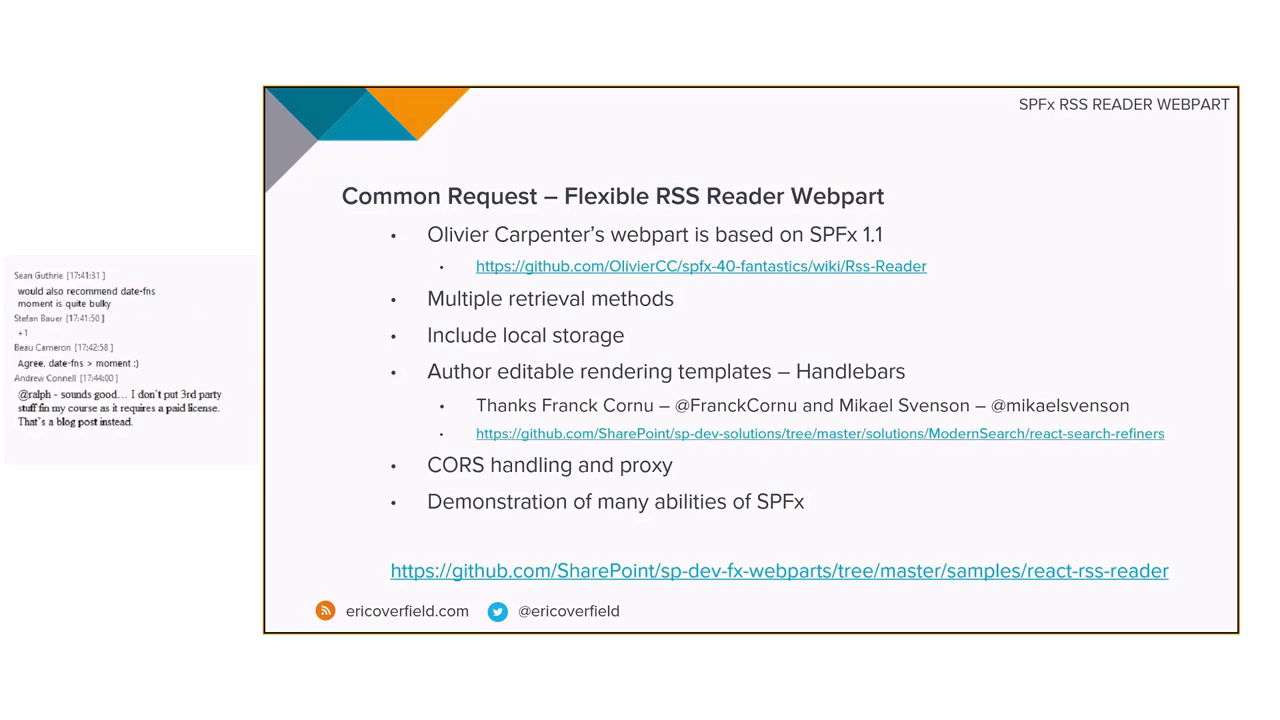 SPFx RSS READER WEBPART
Common Request – Flexible RSS Reader Webpart
• Olivier Carpenter's webpart is based on SPFx 1.1
• https://github.com/OlivierCC/spfx-40-fantastics/wiki/Rss-Reader
• Multiple retrieval methods
• Include local storage
• Author editable rendering templates – Handlebars
• Thanks Franck Cornu – @FranckCornu and Mikael Svenson – @mikaelsvenson
• https://github.com/SharePoint/sp-dev-solutions/tree/master/solutions/ModernSearch/react-search-refiners
• CORS handling and proxy
• Demonstration of many abilities of SPFx
https://github.com/SharePoint/sp-dev-fx-webparts/tree/master/samples/react-rss-reader
ericoverfield.com @ericoverfield
Sean Guthrie [17:41:31]
would also recommend date-fns
moment is quite bulky
Stefan Bauer [17:41:50]
+1
Beau Cameron [17:42:58]
Agree. date-fns > moment :)
Andrew Connell [17:44:00]
@ralph - sounds good... I don't put 3rd party
stuff fin my course as it requires a paid license.
That's a blog post instead.